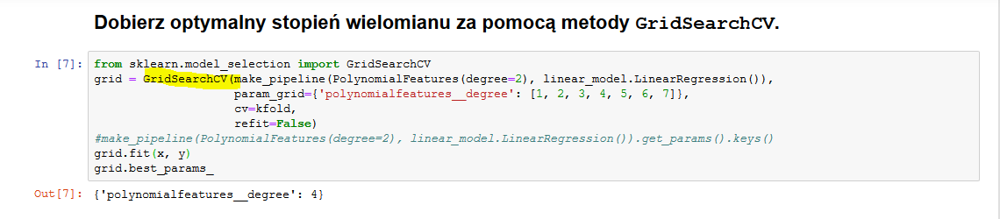 Dobierz optymalny stopień wielomianu za pomocą metody GridSearchCV.
In [7]: from sklearn.model_selection import GridSearchCV
grid = GridSearchCV(make_pipeline(PolynomialFeatures(degree=2), linear_model.LinearRegression()),
param_grid={'polynomialfeatures__degree': [1, 2, 3, 4, 5, 6, 7]},
cv=kfold,
refit=False)
#make_pipeline(PolynomialFeatures(degree=2), linear_model.LinearRegression()).get_params().keys()
grid.fit(x, y)
grid.best_params_
Out[7]: {'polynomialfeatures__degree': 4}